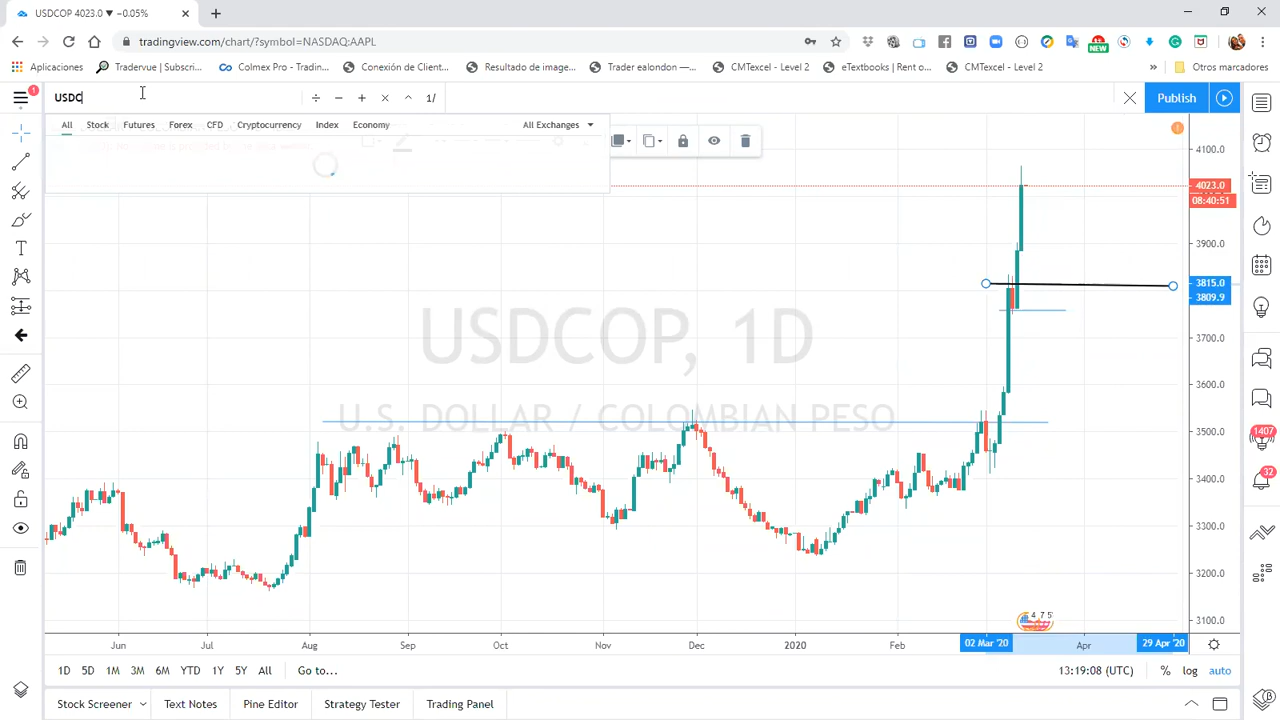 USDCOP 4023.0 ▼ −0.05%
tradingview.com/chart/?symbol=NASDAQ:AAPL
NEW
Aplicaciones
Tradervue | Subscri...
Colmex Pro - Tradin...
Conexión de Client...
Resultado de image...
Trader ealondon —...
CMTexcel - Level 2
eTextbooks | Rent o...
CMTexcel - Level 2
»
Otros marcadores
1
USDC
÷ − + × ^ 1/
Publish
All Stock Futures Forex CFD Cryptocurrency Index Economy All Exchanges
4100.0
4023.0
08:40:51
3900.0
3815.0
3809.9
3700.0
3600.0
3500.0
3400.0
3300.0
3200.0
3100.0
USDCOP, 1D
U.S. DOLLAR / COLOMBIAN PESO
1407
32
4 7 5
Jun Jul Aug Sep Oct Nov Dec 2020 Feb 02 Mar '20 Apr 29 Apr '20
1D 5D 1M 3M 6M YTD 1Y 5Y All Go to...
13:19:08 (UTC) % log auto
Stock Screener Text Notes Pine Editor Strategy Tester Trading Panel